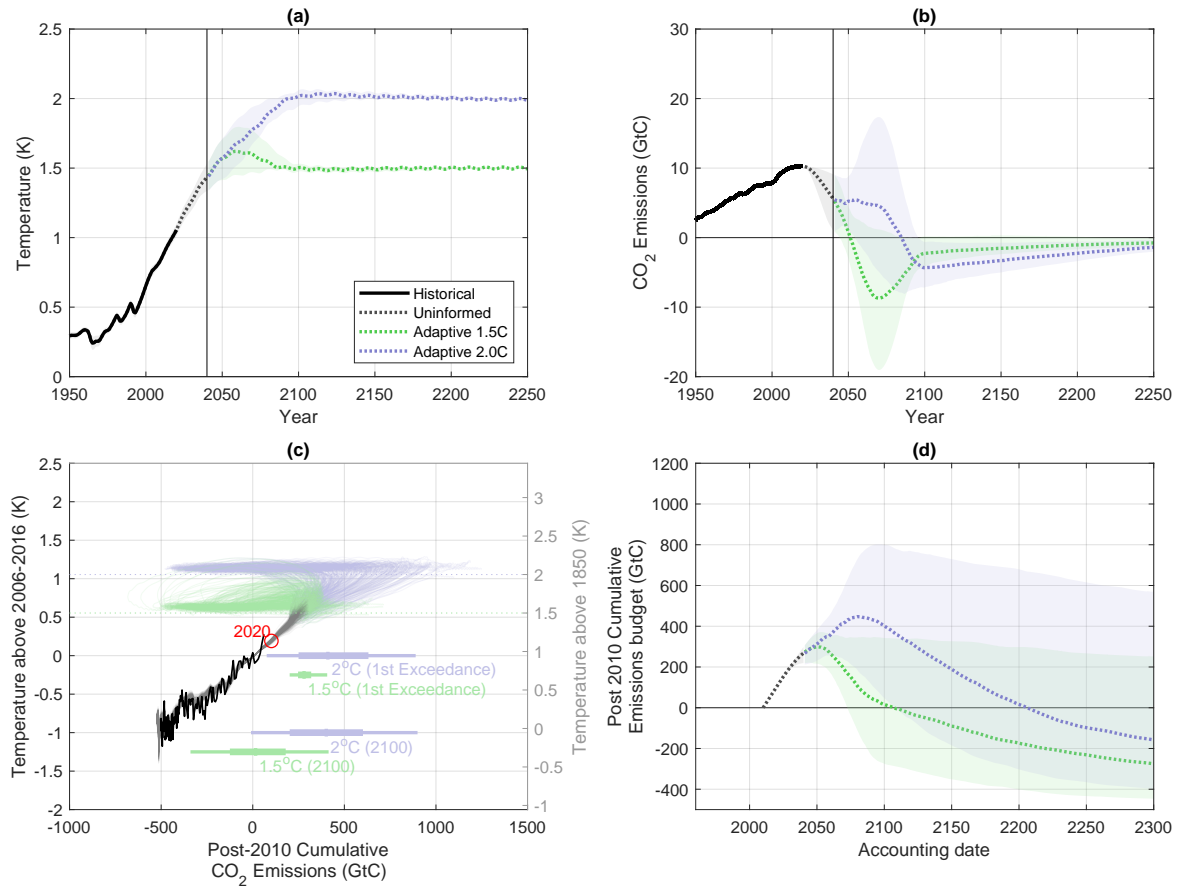 (a)
2.5
2
1.5
1
0.5
0
Temperature (K)
1950 2000 2050 2100 2150 2200 2250
Year
Historical
Uninformed
Adaptive 1.5C
Adaptive 2.0C
(b)
30
20
10
0
-10
-20
CO2 Emissions (GtC)
1950 2000 2050 2100 2150 2200 2250
Year
(c)
2.5
2
1.5
1
0.5
0
-0.5
-1
-1.5
-2
Temperature above 2006-2016 (K)
3
2.5
2
1.5
1
0.5
0
-0.5
-1
Temperature above 1850 (K)
2020
2°C (1st Exceedance)
1.5°C (1st Exceedance)
2°C (2100)
1.5°C (2100)
-1000 -500 0 500 1000 1500
Post-2010 Cumulative
CO2 Emissions (GtC)
(d)
1200
1000
800
600
400
200
0
-200
-400
Post 2010 Cumulative
Emissions budget (GtC)
2000 2050 2100 2150 2200 2250 2300
Accounting date